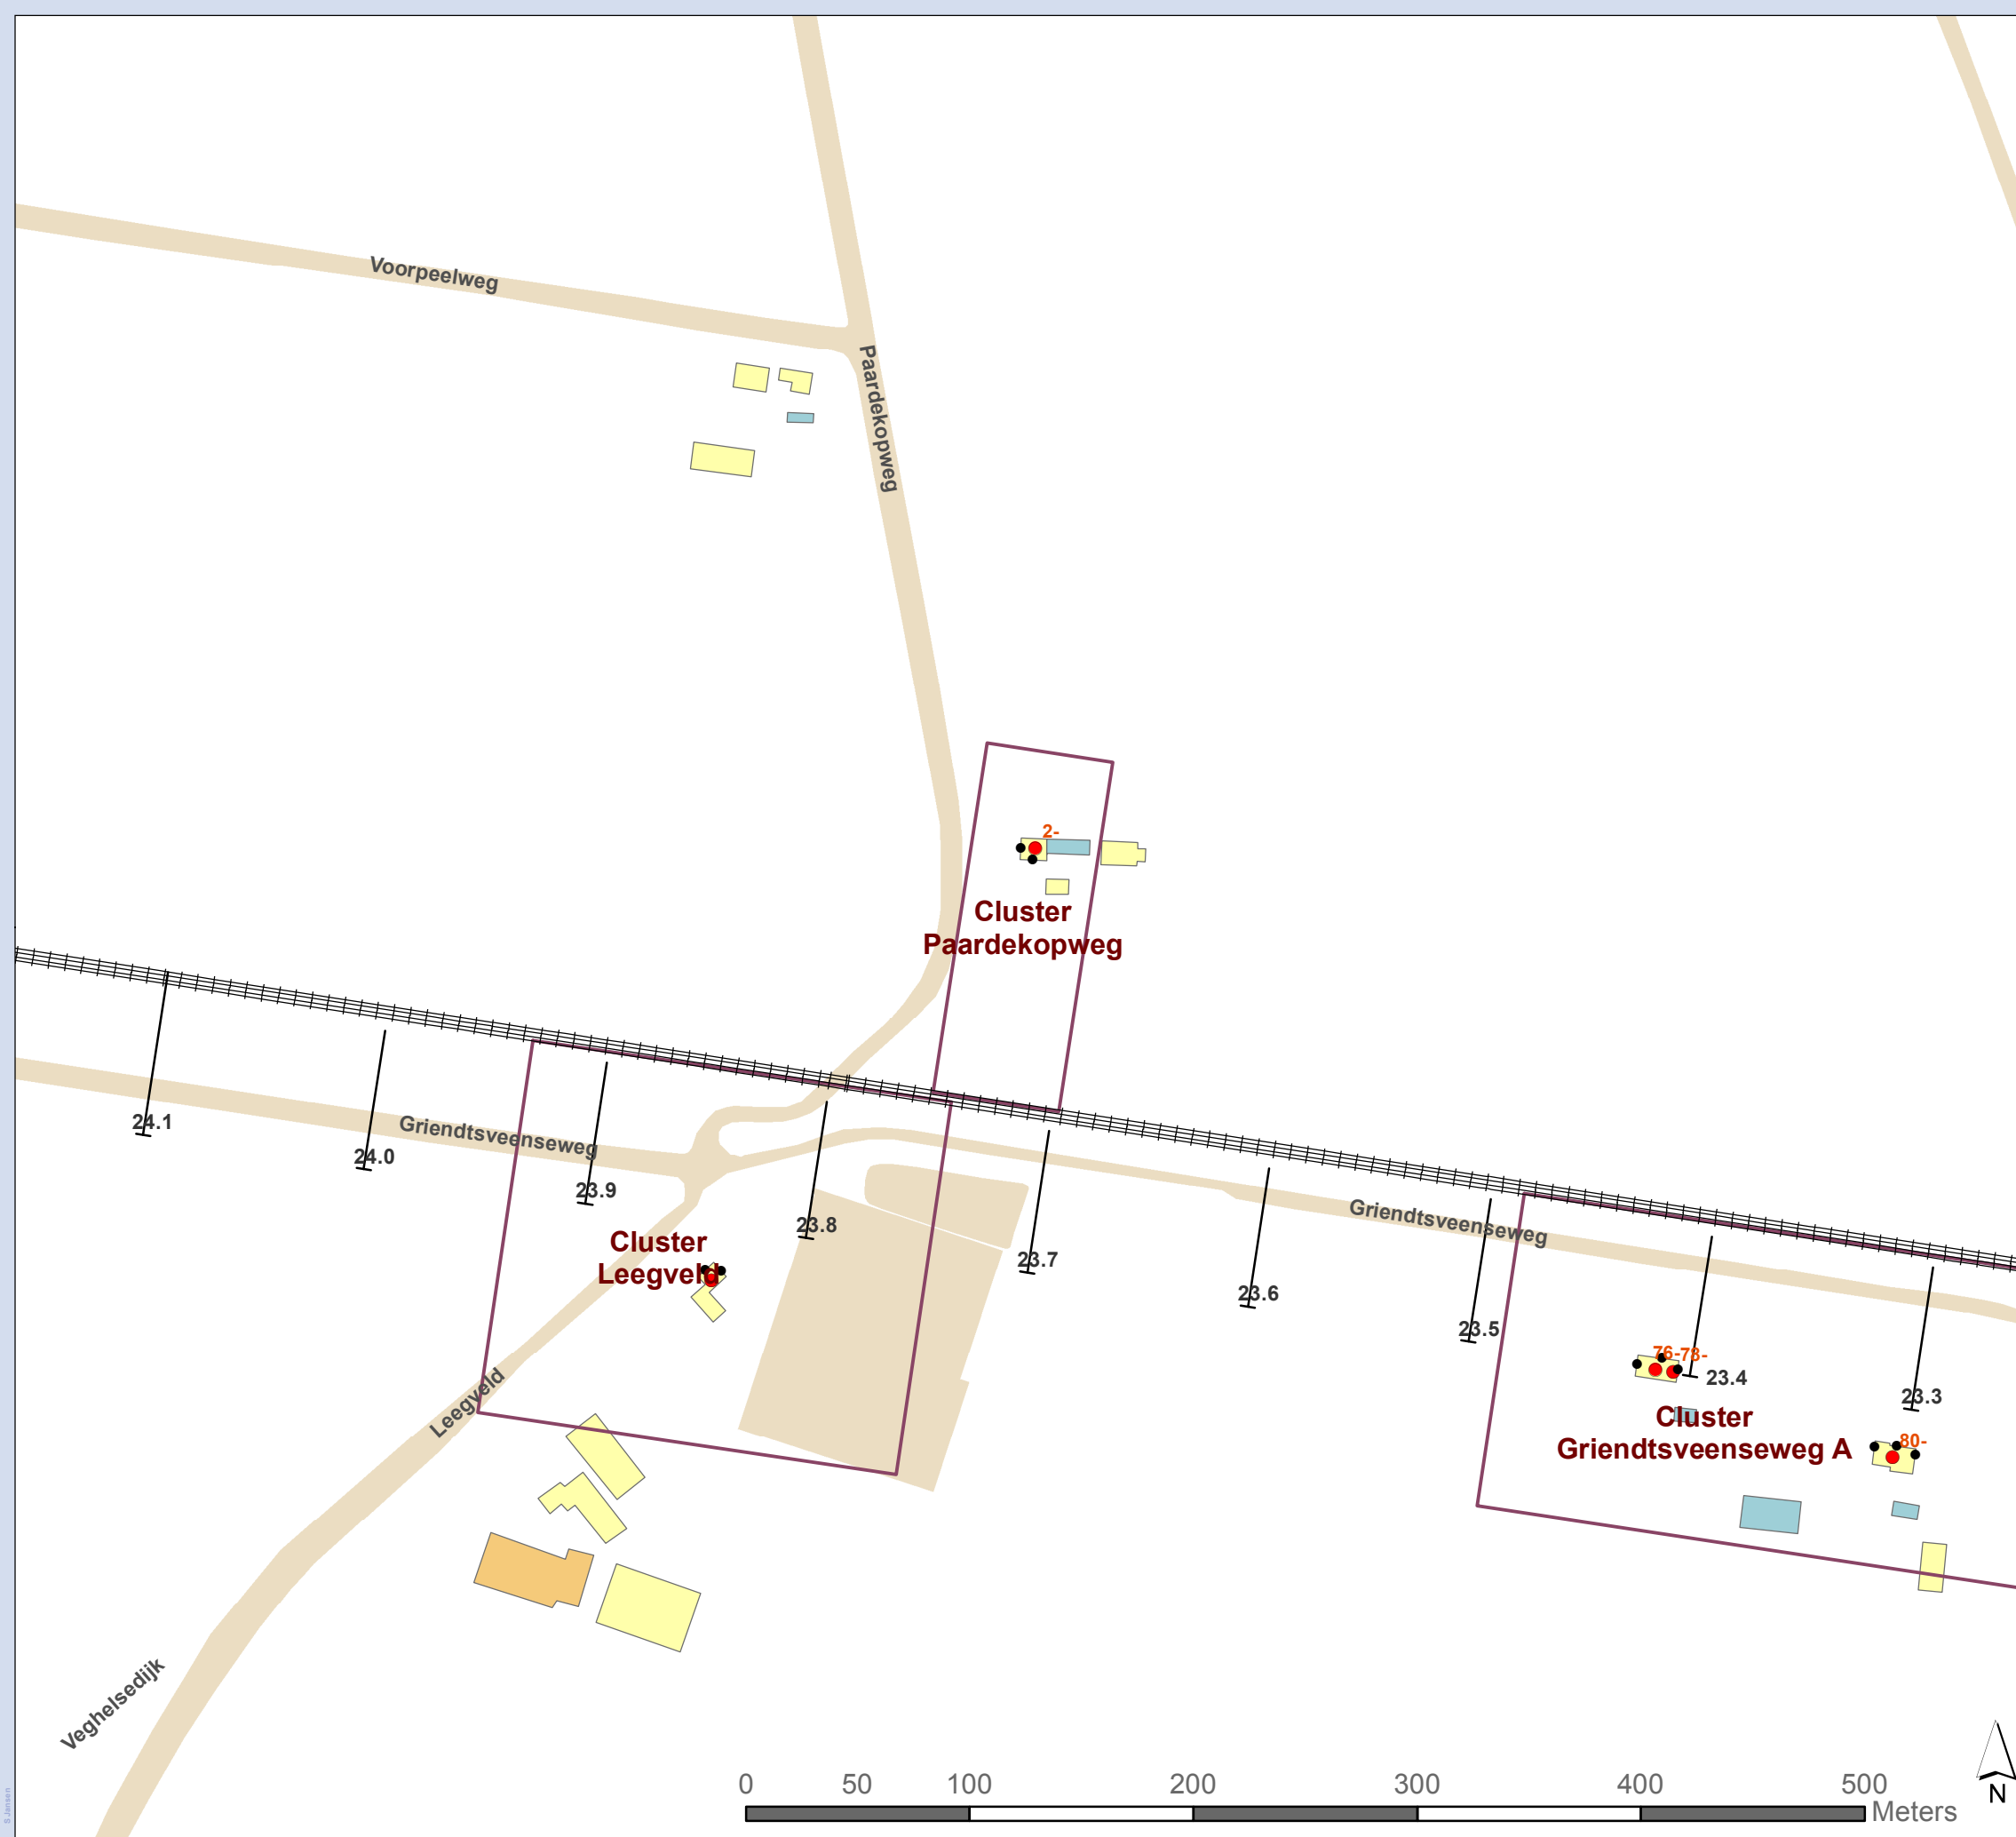 Voorpeelweg
Paardekopweg
2-
Cluster
Paardekopweg
24.1
24.0
Griendtsveenseweg
23.9
23.8
Cluster
Leegveld
23.7
23.6
Griendtsveenseweg
23.5
76-
78-
23.4
23.3
Leegveld
Cluster
Griendtsveenseweg A
80-
Veghelsedijk
0 50 100 200 300 400 500
Meters
N
S Jansen